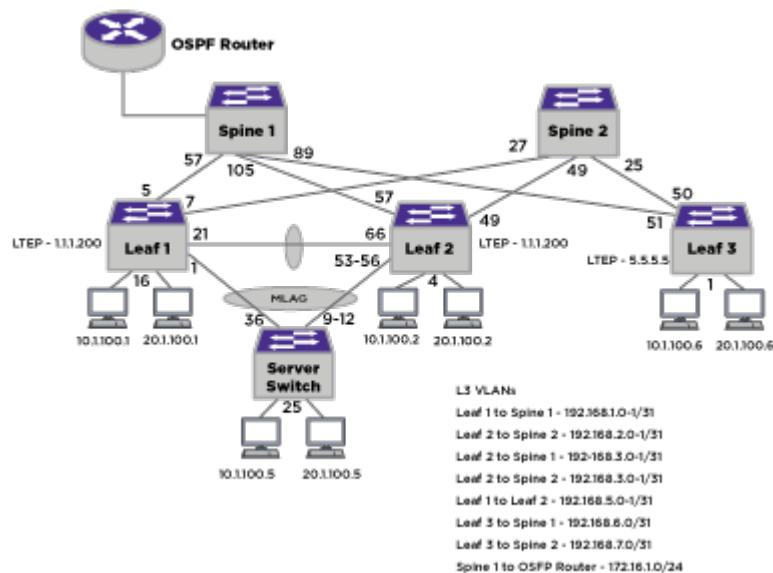 OSPF Router
Spine 1
Spine 2
57
105
89
27
49
25
5
7
57
49
50
51
LTEP - 1.1.1.200
Leaf 1
21
66
Leaf 2
LTEP - 1.1.1.200
Leaf 3
LTEP - 5.5.5.5
16
1
53-56
4
1
MLAG
10.1.100.1
20.1.100.1
36
9-12
10.1.100.2
20.1.100.2
10.1.100.6
20.1.100.6
Server
Switch
25
10.1.100.5
20.1.100.5
L3 VLANs
Leaf 1 to Spine 1 - 192.168.1.0-1/31
Leaf 2 to Spine 2 - 192.168.2.0-1/31
Leaf 2 to Spine 1 - 192-168.3.0-1/31
Leaf 2 to Spine 2 - 192.168.3.0-1/31
Leaf 1 to Leaf 2 - 192.168.5.0-1/31
Leaf 3 to Spine 1 - 192.168.6.0/31
Leaf 3 to Spine 2 - 192.168.7.0/31
Spine 1 to OSFP Router - 172.16.1.0/24